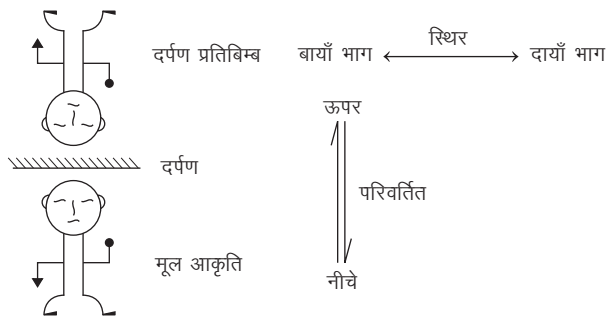 दर्पण प्रतिबिम्ब
बायाँ भाग स्थिर दायाँ भाग
ऊपर
दर्पण
परिवर्तित
मूल आकृति
नीचे